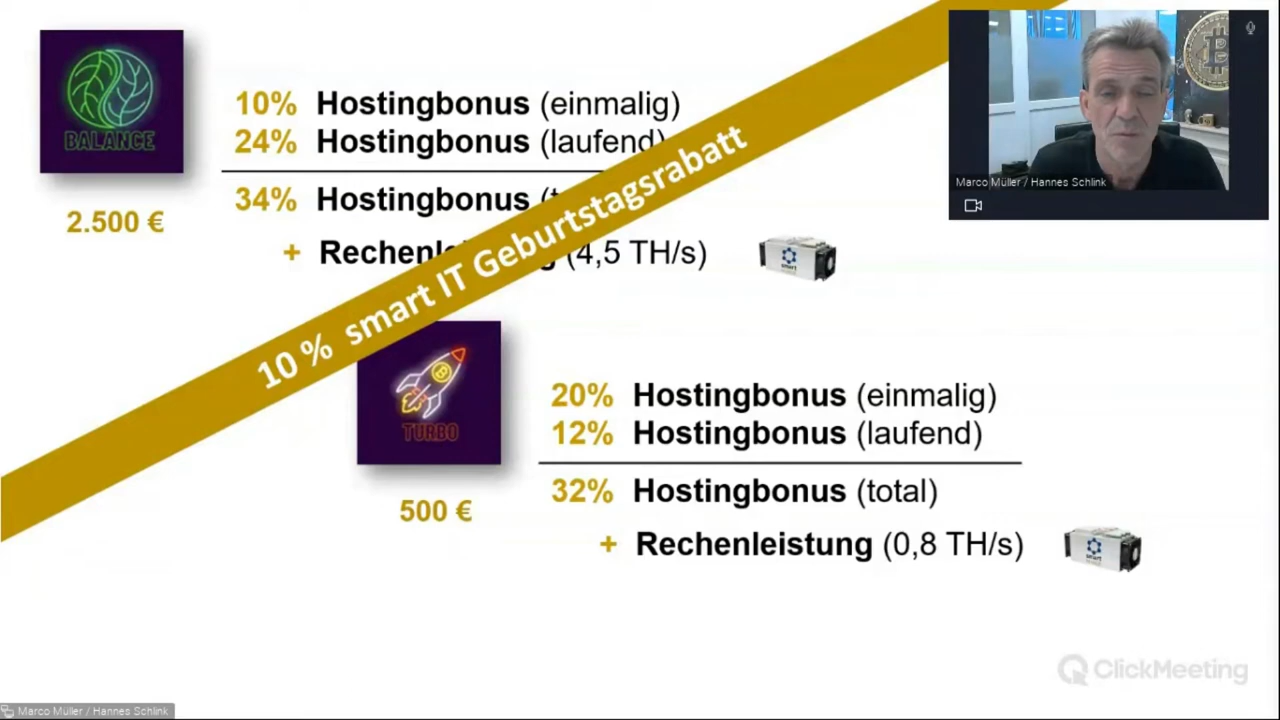 BALANCE
2.500 €
10% Hostingbonus (einmalig)
24% Hostingbonus (laufend)
34% Hostingbonus
+ (4,5 TH/s)
smart
10 % smart IT Geburtstagsrabatt
TURBO
500 €
20% Hostingbonus (einmalig)
12% Hostingbonus (laufend)
32% Hostingbonus (total)
+ Rechenleistung (0,8 TH/s)
smart
Marco Müller / Hannes Schlink
ClickMeeting
Marco Müller / Hannes Schlink